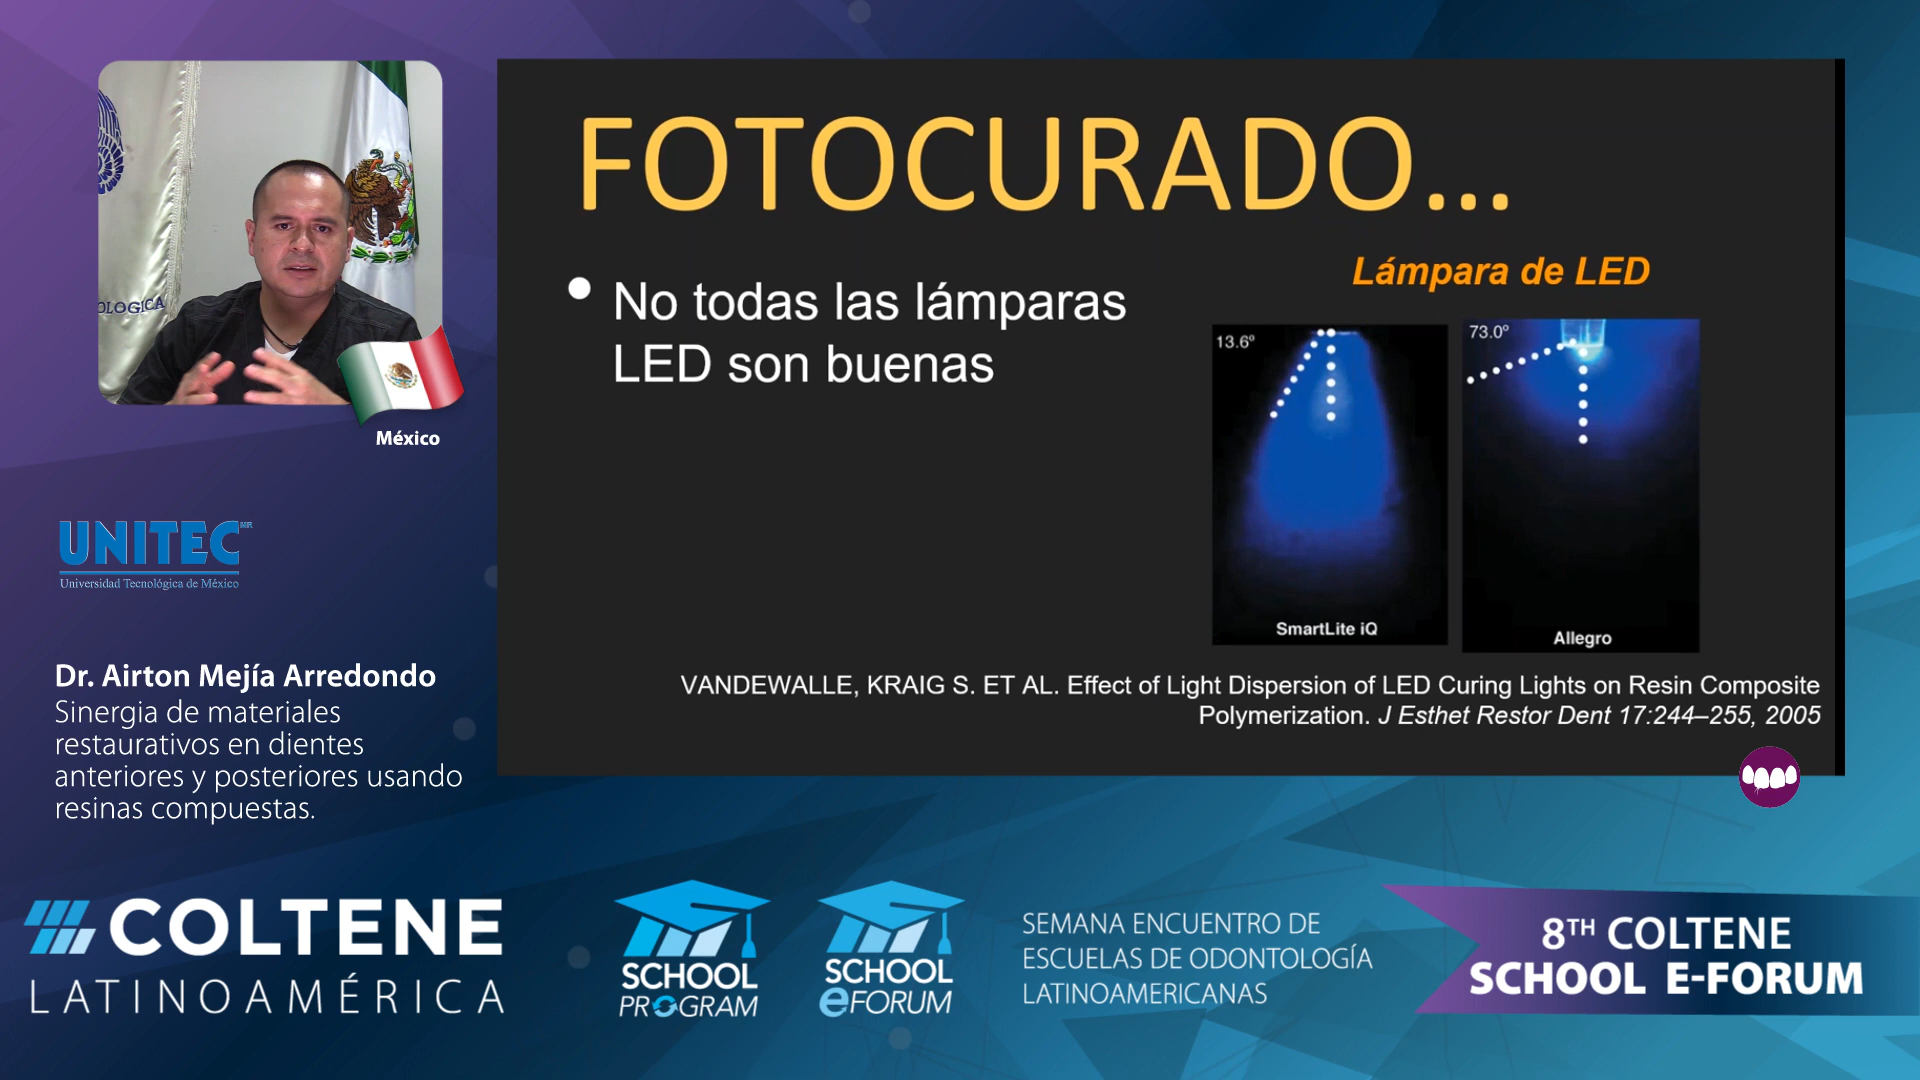 OLOGICA
México
UNITEC MR
Universidad Tecnológica de México
Dr. Airton Mejía Arredondo
Sinergia de materiales
restaurativos en dientes
anteriores y posteriores usando
resinas compuestas.
FOTOCURADO...
No todas las lámparas
LED son buenas
Lámpara de LED
13.6º
SmartLite iQ
73.0º
Allegro
VANDEWALLE, KRAIG S. ET AL. Effect of Light Dispersion of LED Curing Lights on Resin Composite
Polymerization. J Esthet Restor Dent 17:244–255, 2005
COLTENE
LATINOAMÉRICA
SCHOOL
PROGRAM
SCHOOL
eFORUM
SEMANA ENCUENTRO DE
ESCUELAS DE ODONTOLOGÍA
LATINOAMERICANAS
8TH COLTENE
SCHOOL E-FORUM